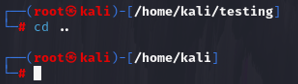 ┌──(root㉿kali)-[/home/kali/testing]
└─# cd ..
┌──(root㉿kali)-[/home/kali]
└─#